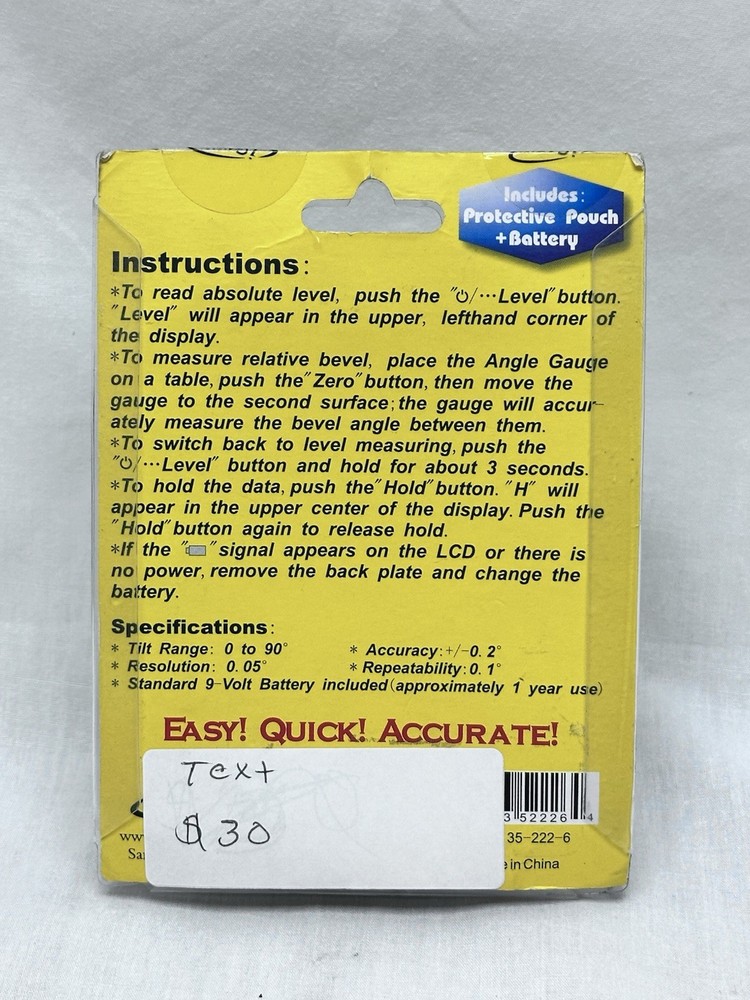 Includes:
Protective Pouch
+Battery
Instructions:
*To read absolute level, push the "⏻/···Level" button.
"Level" will appear in the upper, lefthand corner of
the display.
*To measure relative bevel, place the Angle Gauge
on a table, push the "Zero" button, then move the
gauge to the second surface; the gauge will accur-
ately measure the bevel angle between them.
*To switch back to level measuring, push the
"⏻/···Level" button and hold for about 3 seconds.
*To hold the data, push the "Hold" button. "H" will
appear in the upper center of the display. Push the
"Hold" button again to release hold.
*If the " " signal appears on the LCD or there is
no power, remove the back plate and change the
battery.
Specifications:
* Tilt Range: 0 to 90° * Accuracy:+/-0.2°
* Resolution: 0.05° * Repeatability:0.1°
* Standard 9-Volt Battery included(approximately 1 year use)
EASY! QUICK! ACCURATE!
Text
$30
3 52226 4
35-222-6
in China